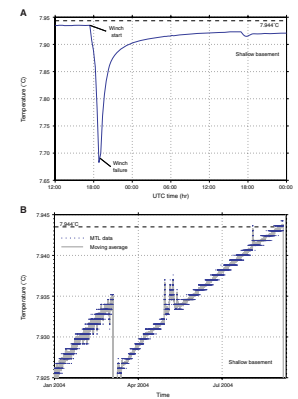 A
7.95
7.90
7.85
7.80
7.75
7.70
7.65
Temperature (°C)
Winch
start
7.944°C
Shallow basement
Winch
failure
12:00
18:00
00:00
06:00
12:00
18:00
00:00
UTC time (hr)
B
7.945
7.940
7.935
7.930
7.925
Temperature (°C)
7.944°C
MTL data
Moving average
Shallow basement
Jan 2004
Apr 2004
Jul 2004
Time